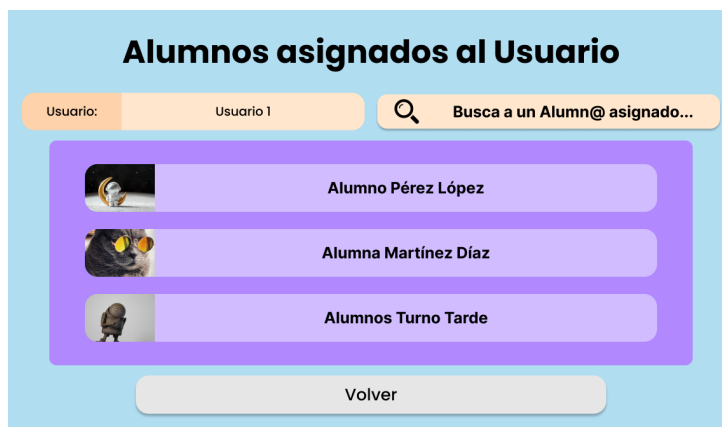 Alumnos asignados al Usuario
Usuario: Usuario 1
Busca a un Alumn@ asignado...
Alumno Pérez López
Alumna Martínez Díaz
Alumnos Turno Tarde
Volver